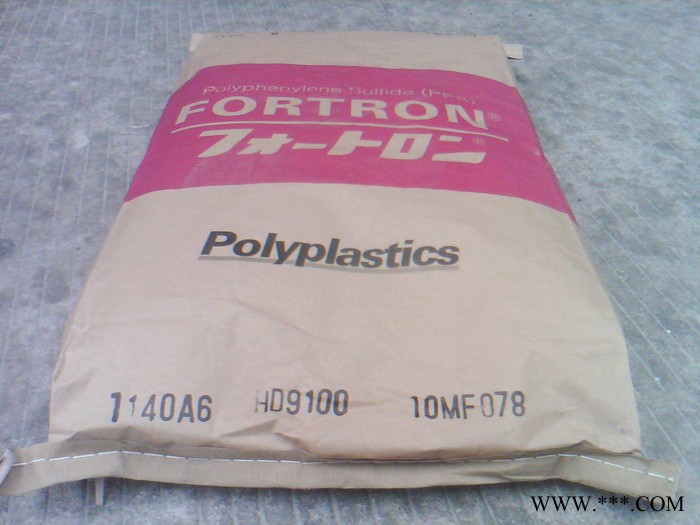 Polyphenylene Sulfide (PPS)
FORTRON®
フォートロン®
Polyplastics
1140A6 HD9100 10MF078
WWW.***.COM